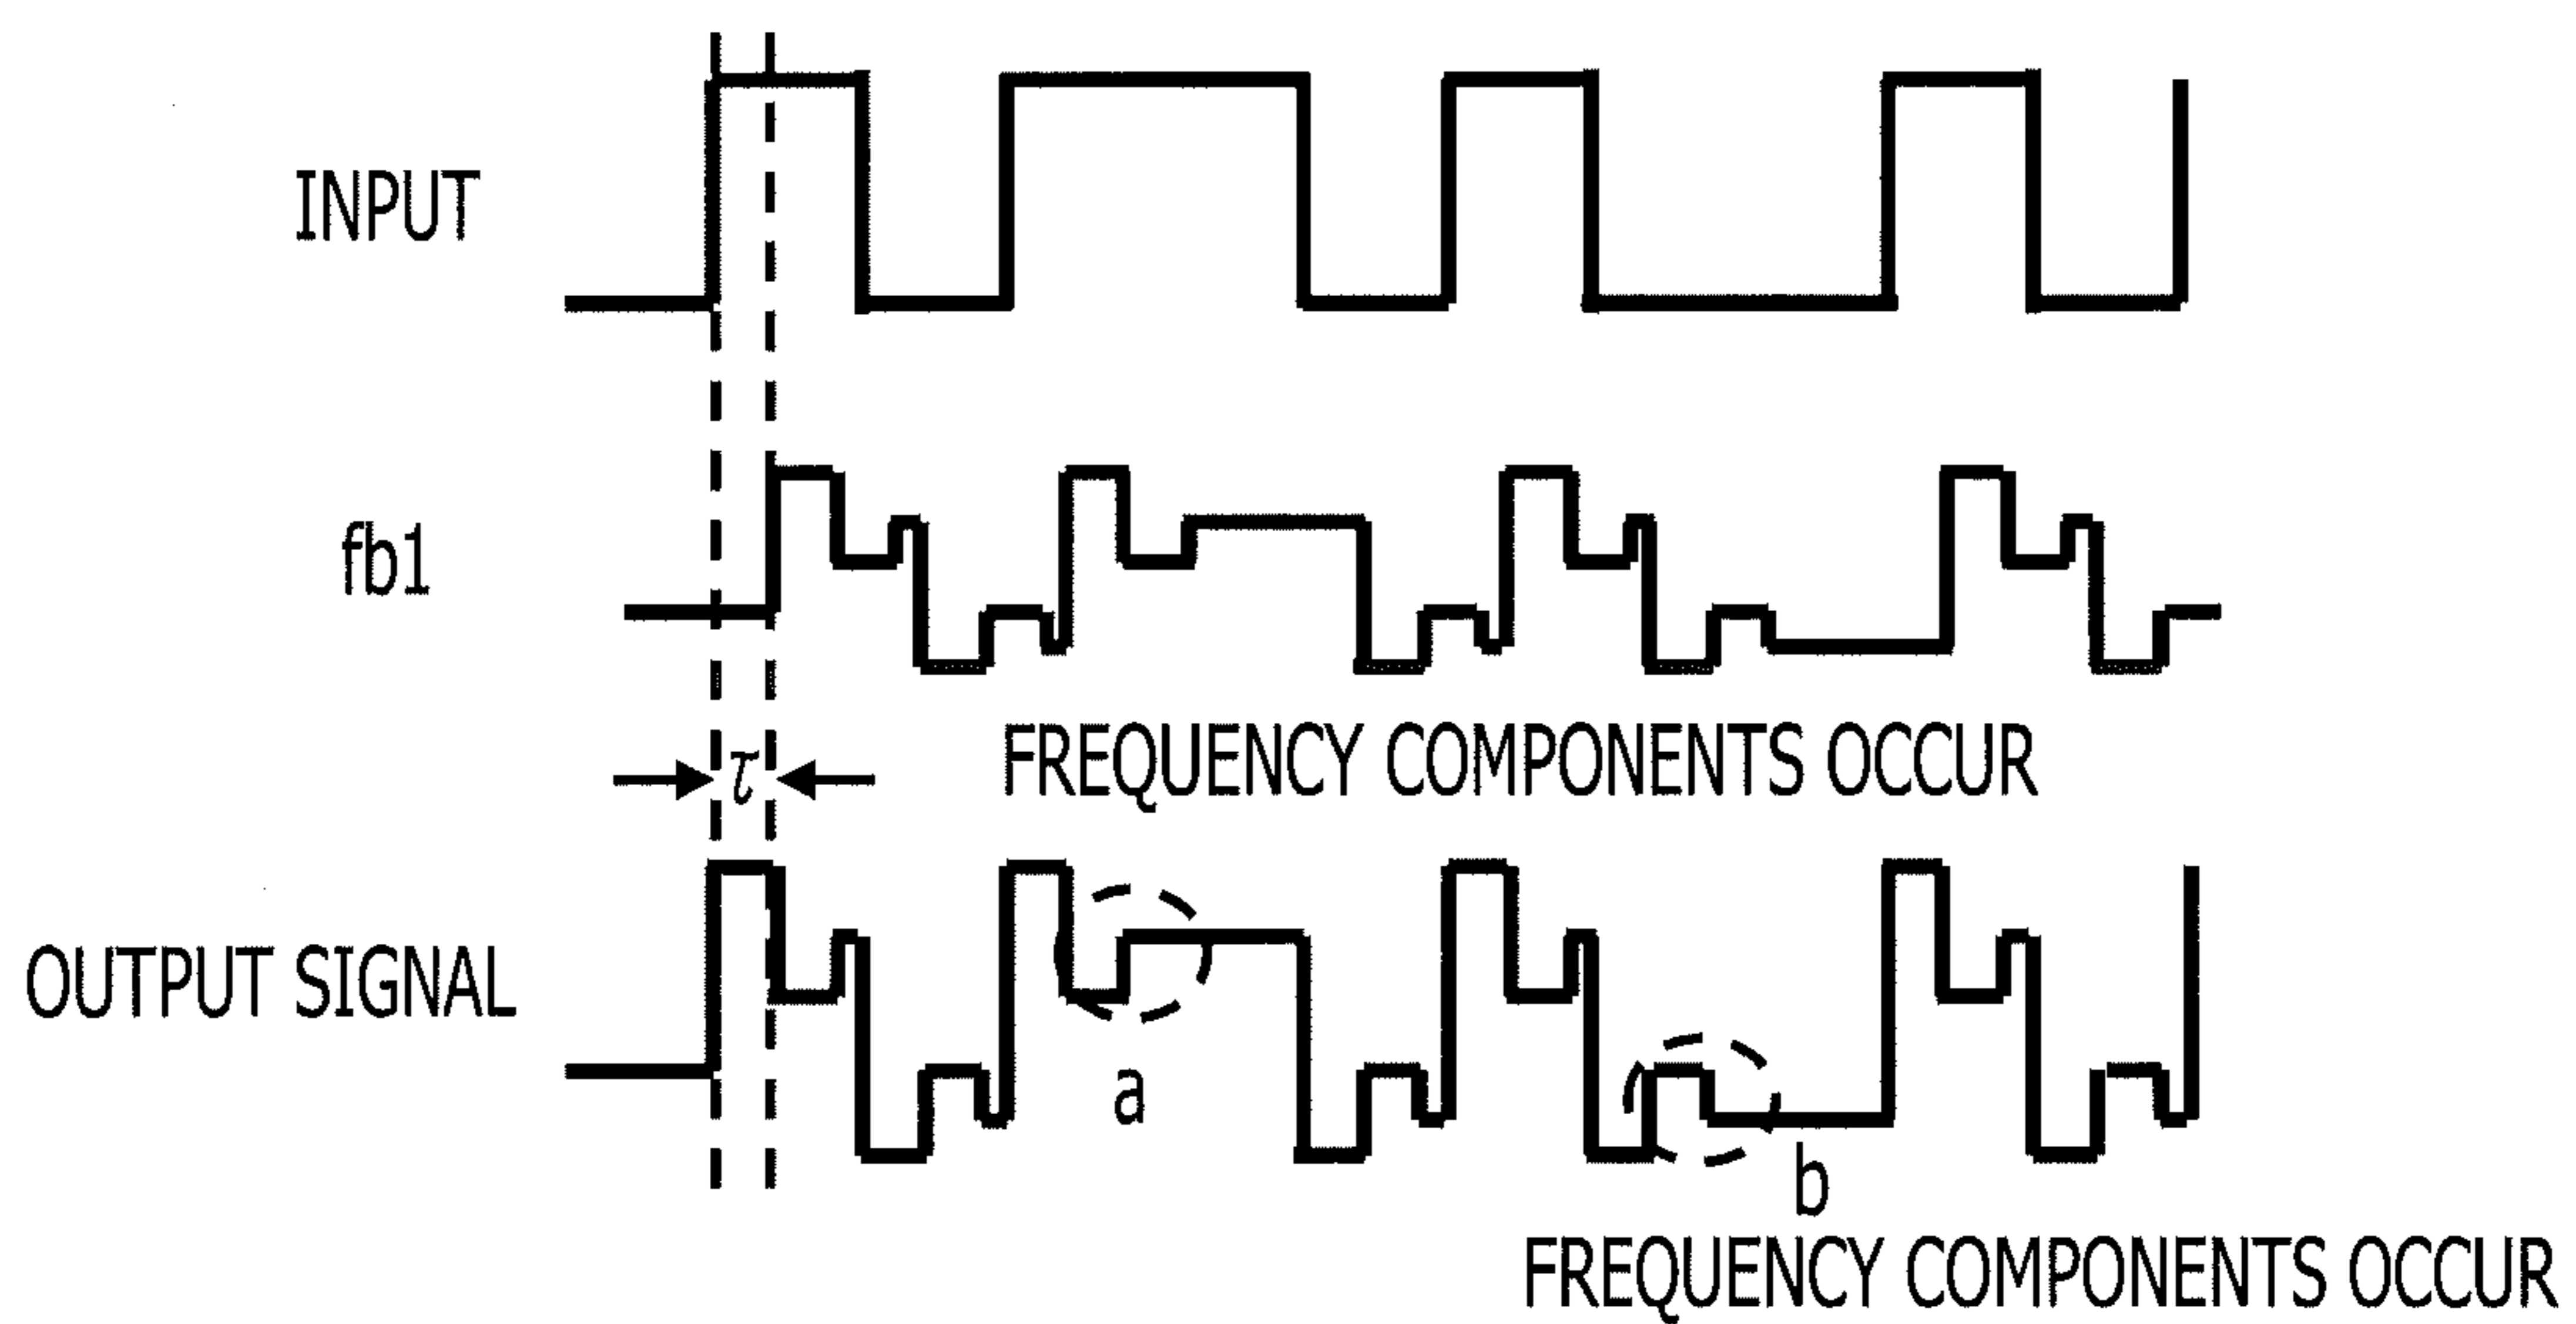 INPUT
fb1
τ
FREQUENCY COMPONENTS OCCUR
OUTPUT SIGNAL
a
b
FREQUENCY COMPONENTS OCCUR